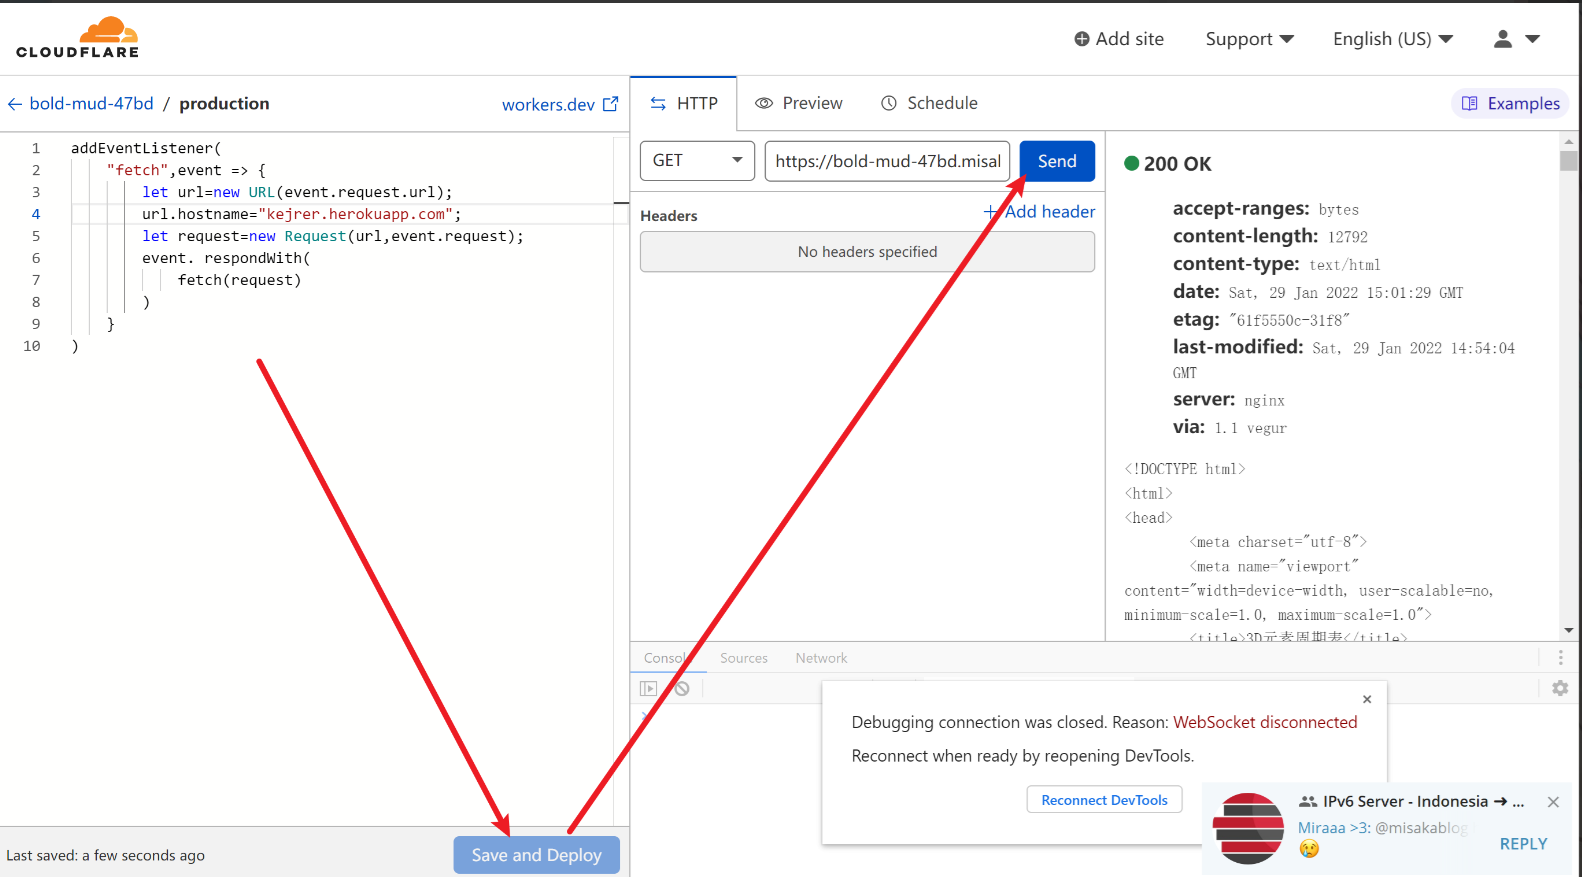 CLOUDFLARE
Add site
Support
English (US)
← bold-mud-47bd / production
workers.dev
HTTP
Preview
Schedule
Examples
1 addEventListener(
2 "fetch",event => {
3 let url=new URL(event.request.url);
4 url.hostname="kejrer.herokuapp.com";
5 let request=new Request(url,event.request);
6 event. respondWith(
7 fetch(request)
8 )
9 }
10 )
Last saved: a few seconds ago
Save and Deploy
GET
https://bold-mud-47bd.misal
Send
Headers
+ Add header
No headers specified
200 OK
accept-ranges: bytes
content-length: 12792
content-type: text/html
date: Sat, 29 Jan 2022 15:01:29 GMT
etag: "61f5550c-31f8"
last-modified: Sat, 29 Jan 2022 14:54:04
GMT
server: nginx
via: 1.1 vegur
<!DOCTYPE html>
<html>
<head>
<meta charset="utf-8">
<meta name="viewport"
content="width=device-width, user-scalable=no,
minimum-scale=1.0, maximum-scale=1.0">
<title>3D元素周期表</title>
Console
Sources
Network
Debugging connection was closed. Reason: WebSocket disconnected
Reconnect when ready by reopening DevTools.
Reconnect DevTools
IPv6 Server - Indonesia ➔ ...
Miraaa >3: @misakablog
😢
REPLY